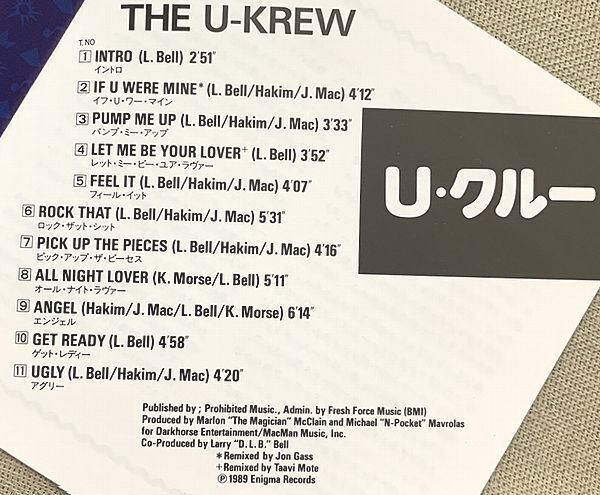 THE U-KREW
T. NO
1 INTRO (L. Bell) 2'51"
イントロ
2 IF U WERE MINE* (L. Bell/Hakim/J. Mac) 4'12"
イフ・U・ワー・マイン
3 PUMP ME UP (L. Bell/Hakim/J. Mac) 3'33"
パンプ・ミー・アップ
4 LET ME BE YOUR LOVER+ (L. Bell) 3'52"
レット・ミー・ビー・ユア・ラヴァー
5 FEEL IT (L. Bell/Hakim/J. Mac) 4'07"
フィール・イット
6 ROCK THAT (L. Bell/Hakim/J. Mac) 5'31"
ロック・ザット・シット
7 PICK UP THE PIECES (L. Bell/Hakim/J. Mac) 4'16"
ピック・アップ・ザ・ピーセス
8 ALL NIGHT LOVER (K. Morse/L. Bell) 5'11"
オール・ナイト・ラヴァー
9 ANGEL (Hakim/J. Mac/L. Bell/K. Morse) 6'14"
エンジェル
10 GET READY (L. Bell) 4'58"
ゲット・レディー
11 UGLY (L. Bell/Hakim/J. Mac) 4'20"
アグリー
U・クルー
Published by ; Prohibited Music., Admin. by Fresh Force Music (BMI)
Produced by Marlon "The Magician" McClain and Michael "N-Pocket" Mavrolas
for Darkhorse Entertainment/MacMan Music, Inc.
Co-Produced by Larry "D. L. B." Bell
*Remixed by Jon Gass
+Remixed by Taavi Mote
Ⓟ1989 Enigma Records